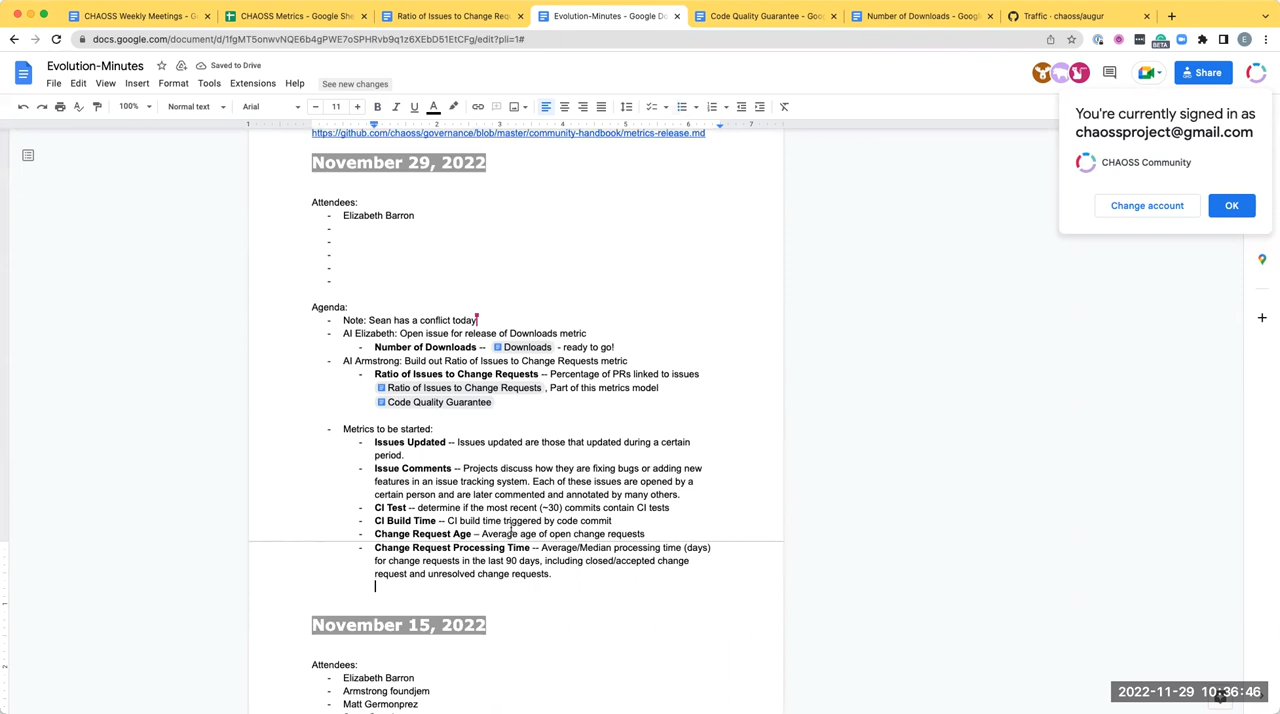 CHAOSS Weekly Meetings - G
CHAOSS Metrics - Google She
Ratio of Issues to Change Req
Evolution-Minutes - Google Do
Code Quality Guarantee - Goo
Number of Downloads - Googl
Traffic · chaoss/augur
docs.google.com/document/d/1fgMT5onwvNQE6b4gPWE7oSPHRvb9q1z6XEbD51EtCFg/edit?pli=1#
BETA
E
Evolution-Minutes
Saved to Drive
File Edit View Insert Format Tools Extensions Help
See new changes
Share
100% Normal text Arial 11
You're currently signed in as
chaossproject@gmail.com
CHAOSS Community
Change account OK
1 1 2 3 4 5 6 7
https://github.com/chaoss/governance/blob/master/community-handbook/metrics-release.md
November 29, 2022
Attendees:
- Elizabeth Barron
-
-
-
-
-
Agenda:
- Note: Sean has a conflict today
- AI Elizabeth: Open issue for release of Downloads metric
- Number of Downloads -- Downloads - ready to go!
- AI Armstrong: Build out Ratio of Issues to Change Requests metric
- Ratio of Issues to Change Requests -- Percentage of PRs linked to issues
Ratio of Issues to Change Requests , Part of this metrics model
Code Quality Guarantee
- Metrics to be started:
- Issues Updated -- Issues updated are those that updated during a certain
period.
- Issue Comments -- Projects discuss how they are fixing bugs or adding new
features in an issue tracking system. Each of these issues are opened by a
certain person and are later commented and annotated by many others.
- CI Test -- determine if the most recent (~30) commits contain CI tests
- CI Build Time -- CI build time triggered by code commit
- Change Request Age – Average age of open change requests
- Change Request Processing Time -- Average/Median processing time (days)
for change requests in the last 90 days, including closed/accepted change
request and unresolved change requests.
November 15, 2022
Attendees:
- Elizabeth Barron
- Armstrong foundjem
- Matt Germonprez
2022-11-29 10:36:46